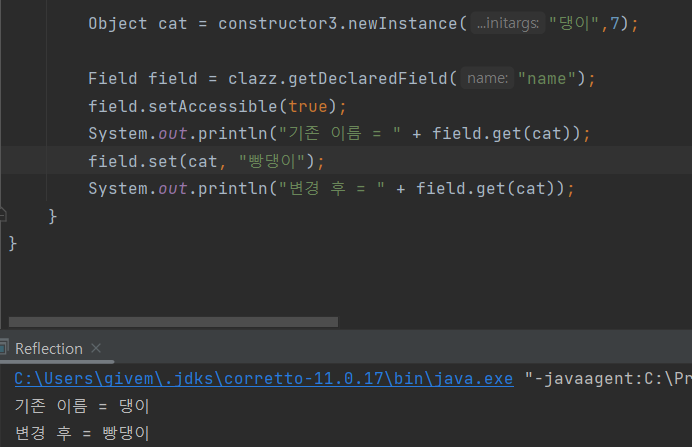 Object cat = constructor3.newInstance( ...initargs: "댕이",7);
Field field = clazz.getDeclaredField( name: "name");
field.setAccessible(true);
System.out.println("기존 이름 = " + field.get(cat));
field.set(cat, "빵댕이");
System.out.println("변경 후 = " + field.get(cat));
}
}
Reflection ×
C:\Users\givem\.jdks\corretto-11.0.17\bin\java.exe "-javaagent:C:\Pr
기존 이름 = 댕이
변경 후 = 빵댕이